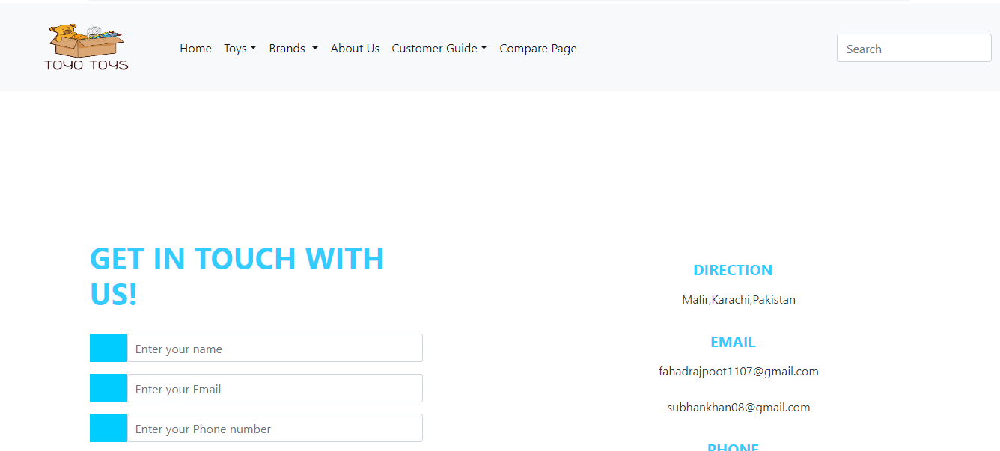 TOYO TOYS
Home Toys Brands About Us Customer Guide Compare Page
Search
GET IN TOUCH WITH
US!
Enter your name
Enter your Email
Enter your Phone number
DIRECTION
Malir,Karachi,Pakistan
EMAIL
fahadrajpoot1107@gmail.com
subhankhan08@gmail.com
PHONE